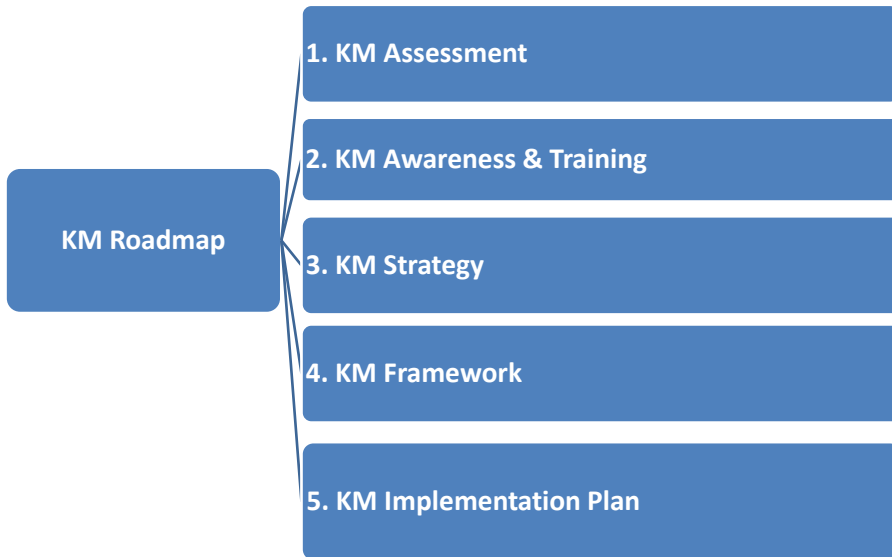 KM Roadmap
1. KM Assessment
2. KM Awareness & Training
3. KM Strategy
4. KM Framework
5. KM Implementation Plan